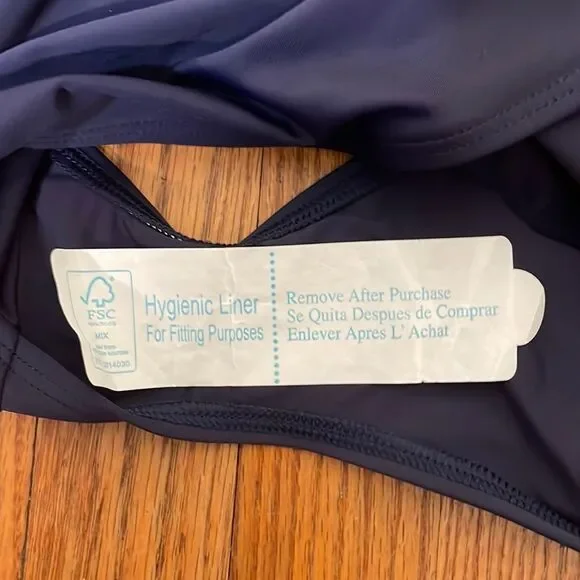 FSC
MIX
Hygienic Liner
For Fitting Purposes
Remove After Purchase
Se Quita Despues de Comprar
Enlever Apres L' Achat